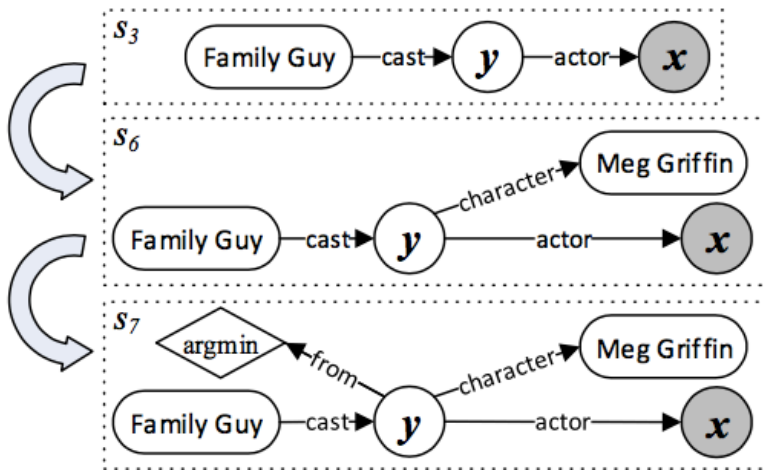 s3
Family Guy cast y actor x
s6
character Meg Griffin
Family Guy cast y actor x
s7
argmin from character Meg Griffin
Family Guy cast y actor x